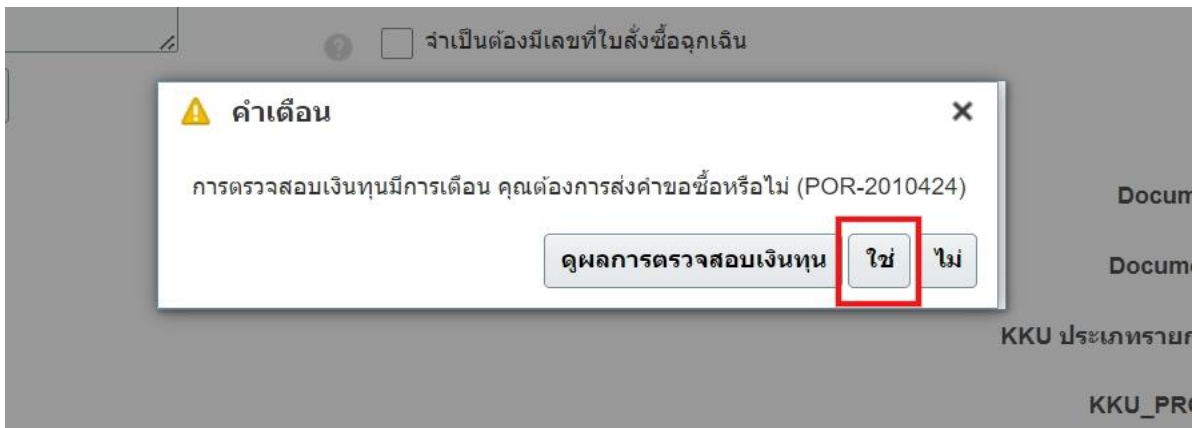 จำเป็นต้องมีเลขที่ใบสั่งซื้อฉุกเฉิน
คำเตือน
การตรวจสอบเงินทุนมีการเตือน คุณต้องการส่งคำขอซื้อหรือไม่ (POR-2010424)
Docum
ดูผลการตรวจสอบเงินทุน ใช่ ไม่
Docume
KKU ประเภทราย
KKU_PR